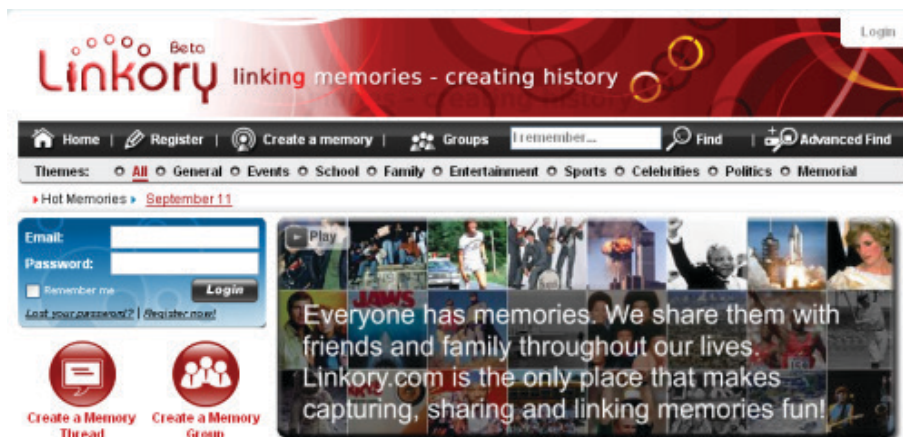 Login
Beta
Linkory linking memories - creating history
Home | Register | Create a memory | Groups I remember... Find | Advanced Find
Themes: All General Events School Family Entertainment Sports Celebrities Politics Memorial
Hot Memories September 11
Email:
Password:
Remember me Login
Lost your password? | Register now!
Create a Memory Thread
Create a Memory Group
Play
JAWS
Everyone has memories. We share them with
friends and family throughout our lives.
Linkory.com is the only place that makes
capturing, sharing and linking memories fun!